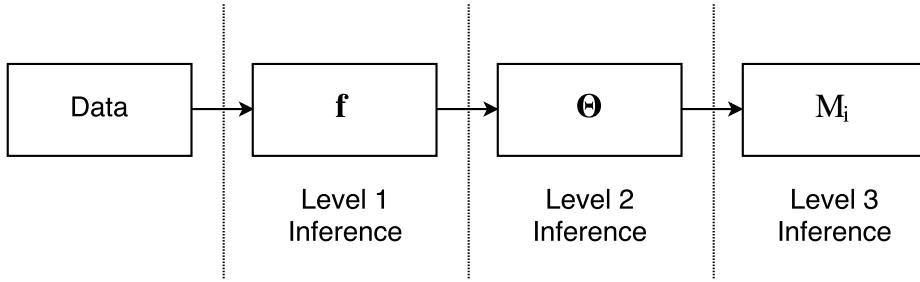 Data
f
Θ
Mi
Level 1
Inference
Level 2
Inference
Level 3
Inference